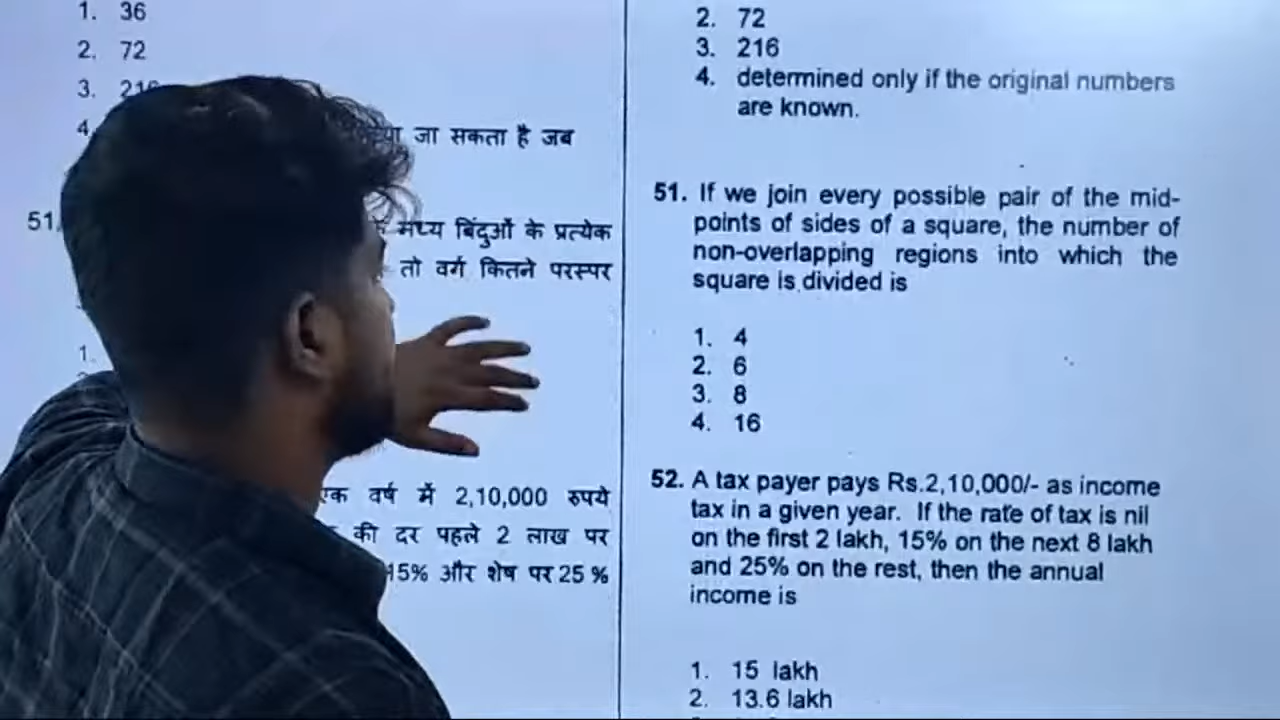 1. 36
2. 72
3.
4.
जा सकता है जब
51
मध्य बिंदुओं के प्रत्येक
तो वर्ग कितने परस्पर
1.
वर्ष में 2,10,000 रुपये
की दर पहले 2 लाख पर
15% और शेष पर 25 %
2. 72
3. 216
4. determined only if the original numbers
are known.
51. If we join every possible pair of the mid-
points of sides of a square, the number of
non-overlapping regions into which the
square is divided is
1. 4
2. 6
3. 8
4. 16
52. A tax payer pays Rs.2,10,000/- as income
tax in a given year. If the rate of tax is nil
on the first 2 lakh, 15% on the next 8 lakh
and 25% on the rest, then the annual
income is
1. 15 lakh
2. 13.6 lakh